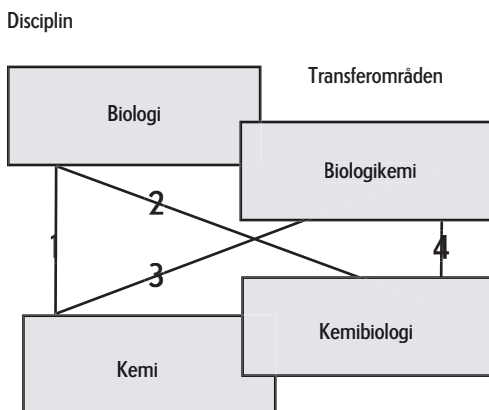 Disciplin
Transferområden
Biologi
Biologikemi
2
1
4
3
Kemibiologi
Kemi